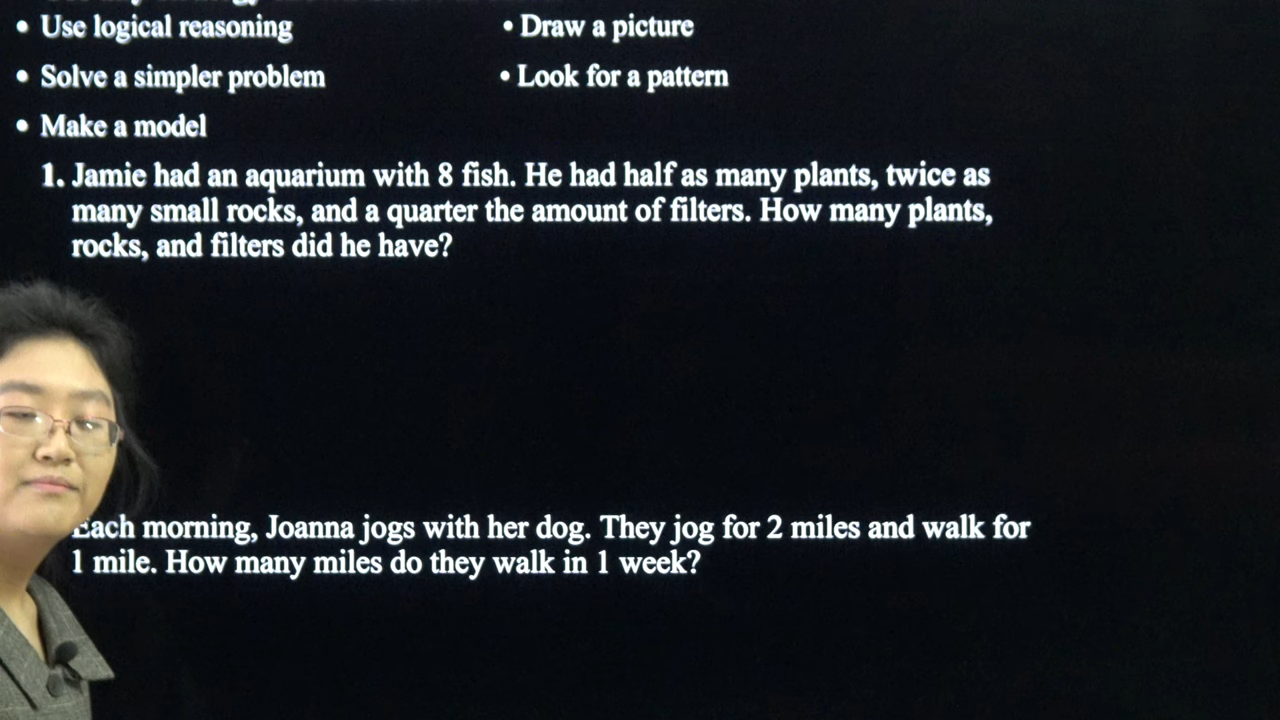 • Use logical reasoning
• Draw a picture
• Solve a simpler problem
• Look for a pattern
• Make a model
1. Jamie had an aquarium with 8 fish. He had half as many plants, twice as
many small rocks, and a quarter the amount of filters. How many plants,
rocks, and filters did he have?
Each morning, Joanna jogs with her dog. They jog for 2 miles and walk for
1 mile. How many miles do they walk in 1 week?